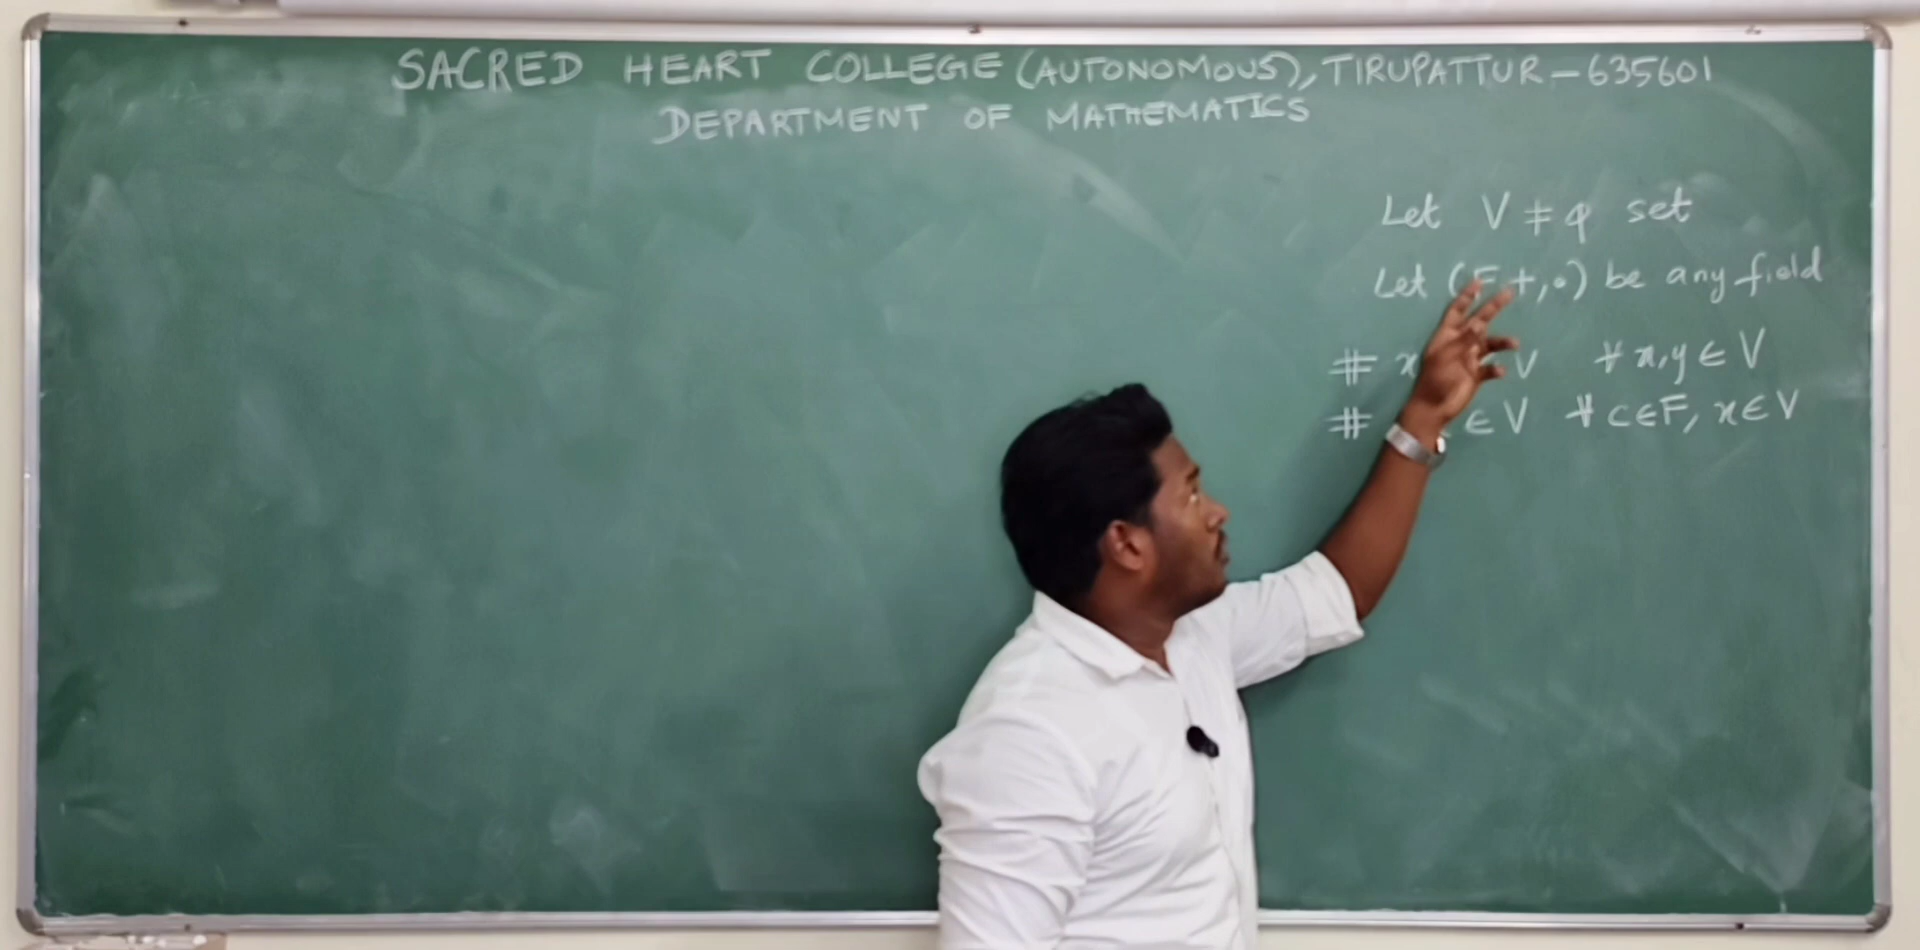 SACRED HEART COLLEGE (AUTONOMOUS), TIRUPATTUR - 635601
DEPARTMENT OF MATHEMATICS
Let V ≠ φ set
Let (F +, •) be any field
# x V ∀ x, y ∈ V
# ∈ V ∀ c ∈ F, x ∈ V